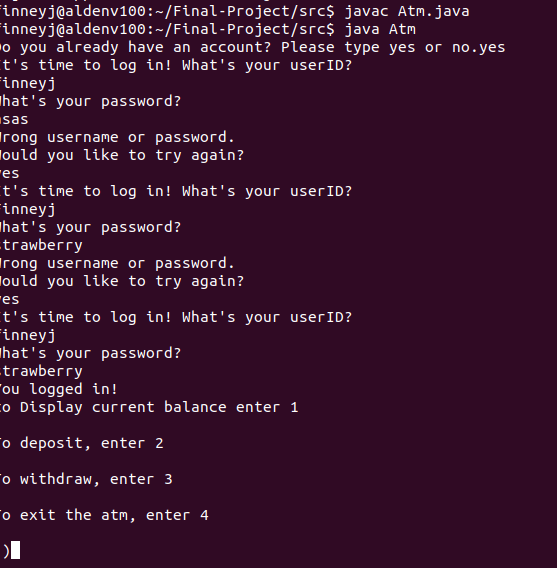 finneyj@aldenv100:~/Final-Project/src$ javac Atm.java
finneyj@aldenv100:~/Final-Project/src$ java Atm
Do you already have an account? Please type yes or no.yes
It's time to log in! What's your userID?
finneyj
What's your password?
asas
Wrong username or password.
Would you like to try again?
yes
It's time to log in! What's your userID?
finneyj
What's your password?
strawberry
Wrong username or password.
Would you like to try again?
yes
It's time to log in! What's your userID?
finneyj
What's your password?
strawberry
You logged in!
to Display current balance enter 1
To deposit, enter 2
To withdraw, enter 3
To exit the atm, enter 4
)